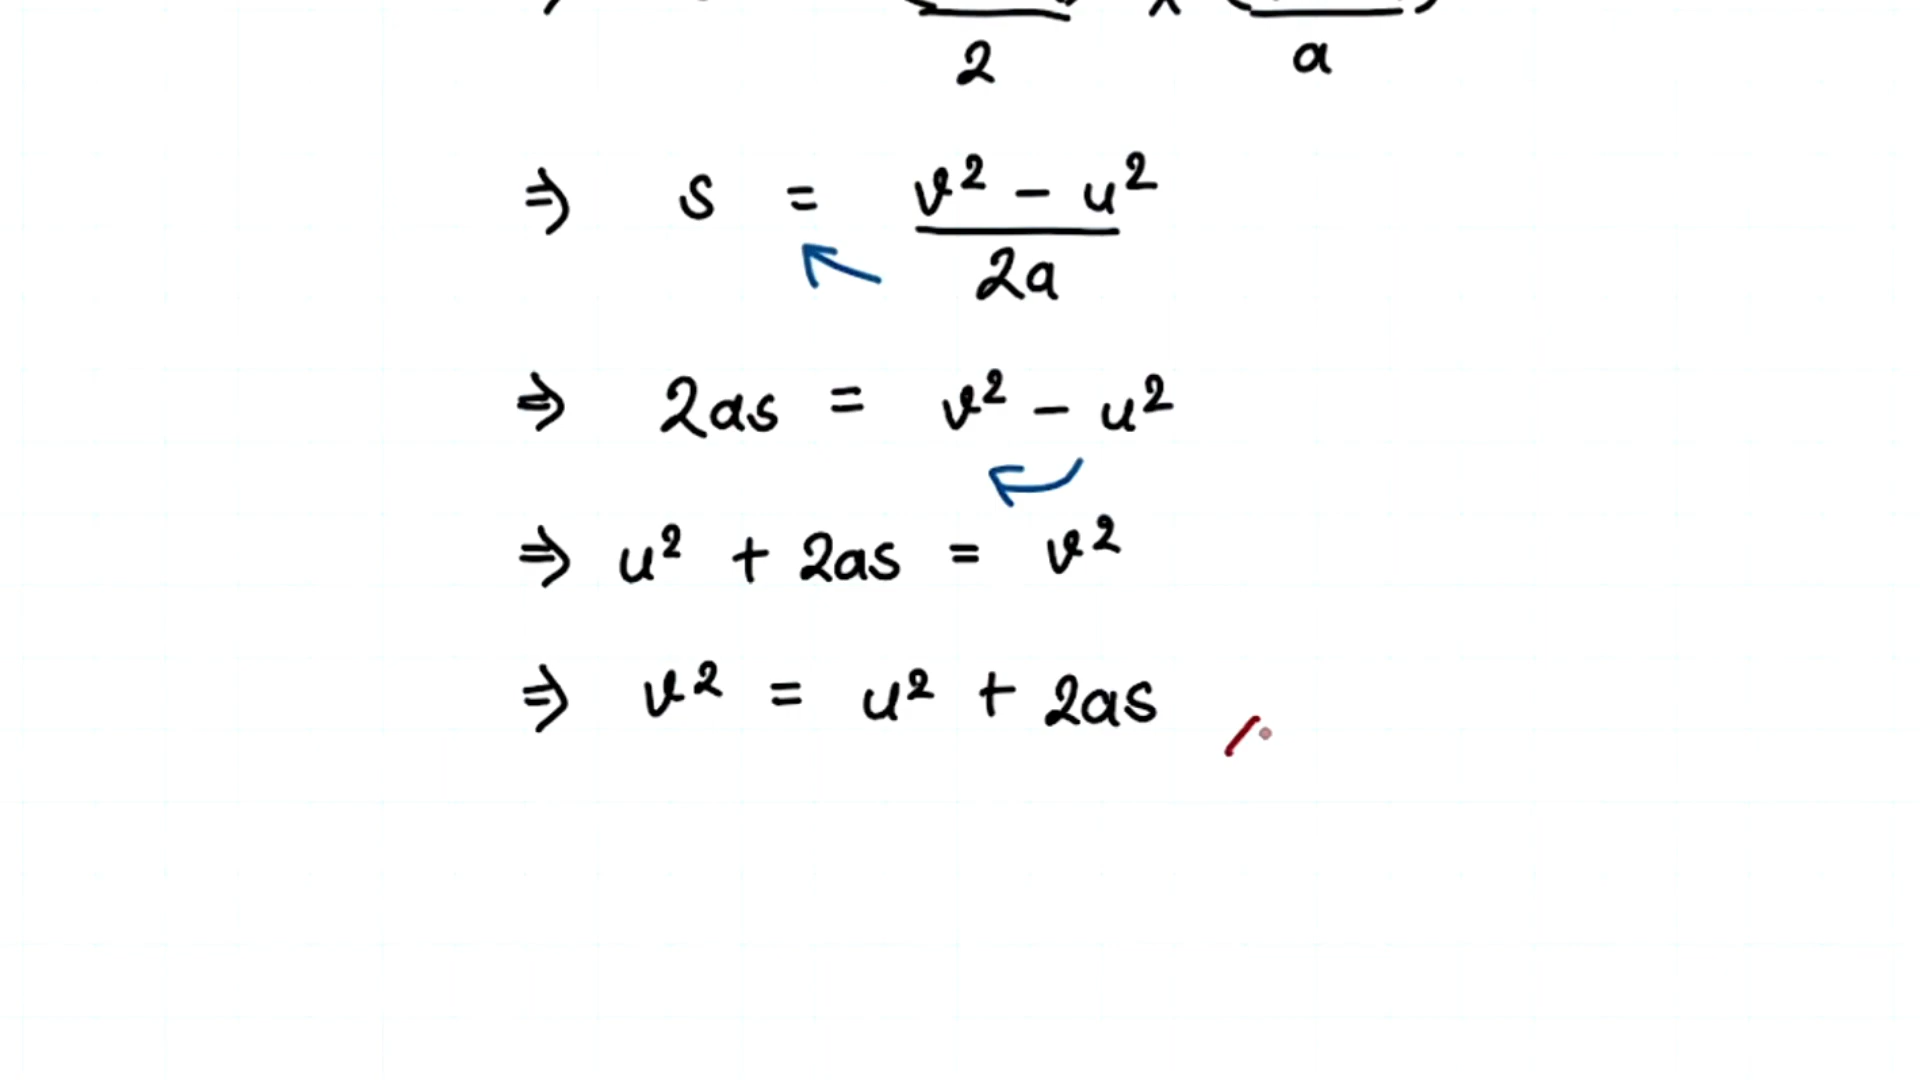 2 a
⇒ s = v² - u² / 2a
⇒ 2as = v² - u²
⇒ u² + 2as = v²
⇒ v² = u² + 2as